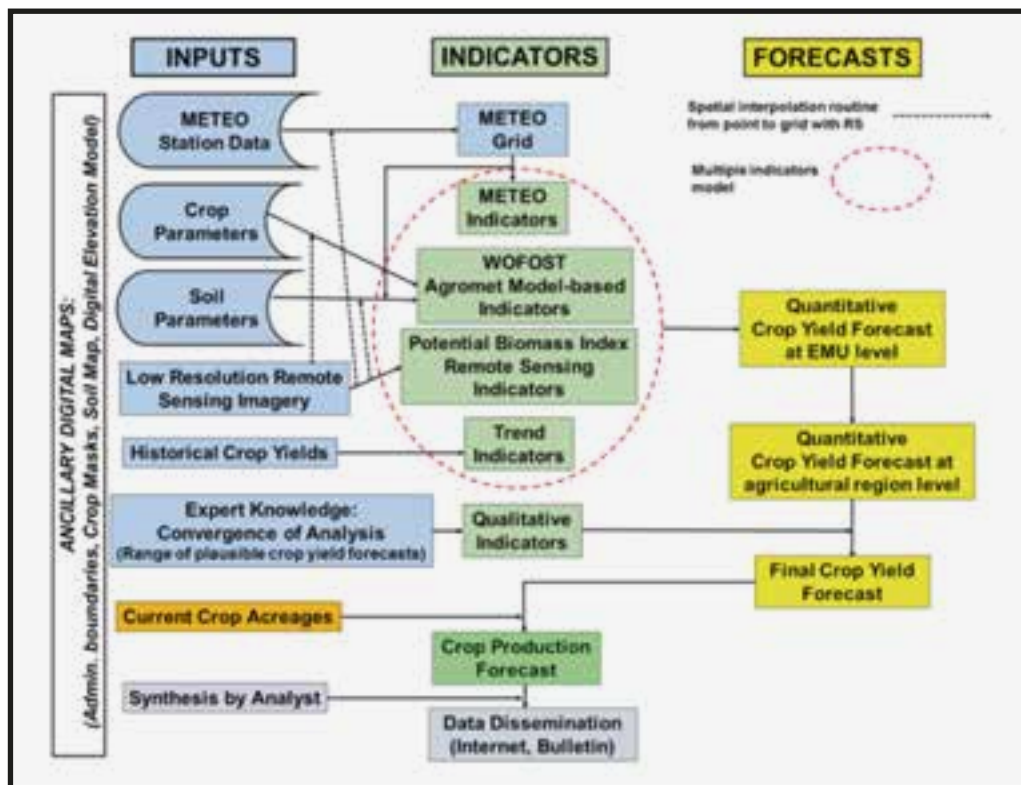 INPUTS
INDICATORS
FORECASTS
ANCILLARY DIGITAL MAPS:
(Admin. boundaries, Crop Masks, Soil Map, Digital Elevation Model)
METEO
Station Data
METEO
Grid
Spatial interpolation routine
from point to grid with RS
Multiple indicators
model
Crop
Parameters
METEO
Indicators
Soil
Parameters
WOFOST
Agromet Model-based
Indicators
Quantitative
Crop Yield Forecast
at EMU level
Low Resolution Remote
Sensing Imagery
Potential Biomass Index
Remote Sensing
Indicators
Historical Crop Yields
Trend
Indicators
Quantitative
Crop Yield Forecast at
agricultural region level
Expert Knowledge:
Convergence of Analysis
(Range of plausible crop yield forecasts)
Qualitative
Indicators
Final Crop Yield
Forecast
Current Crop Acreages
Crop Production
Forecast
Synthesis by Analyst
Data Dissemination
(Internet, Bulletin)